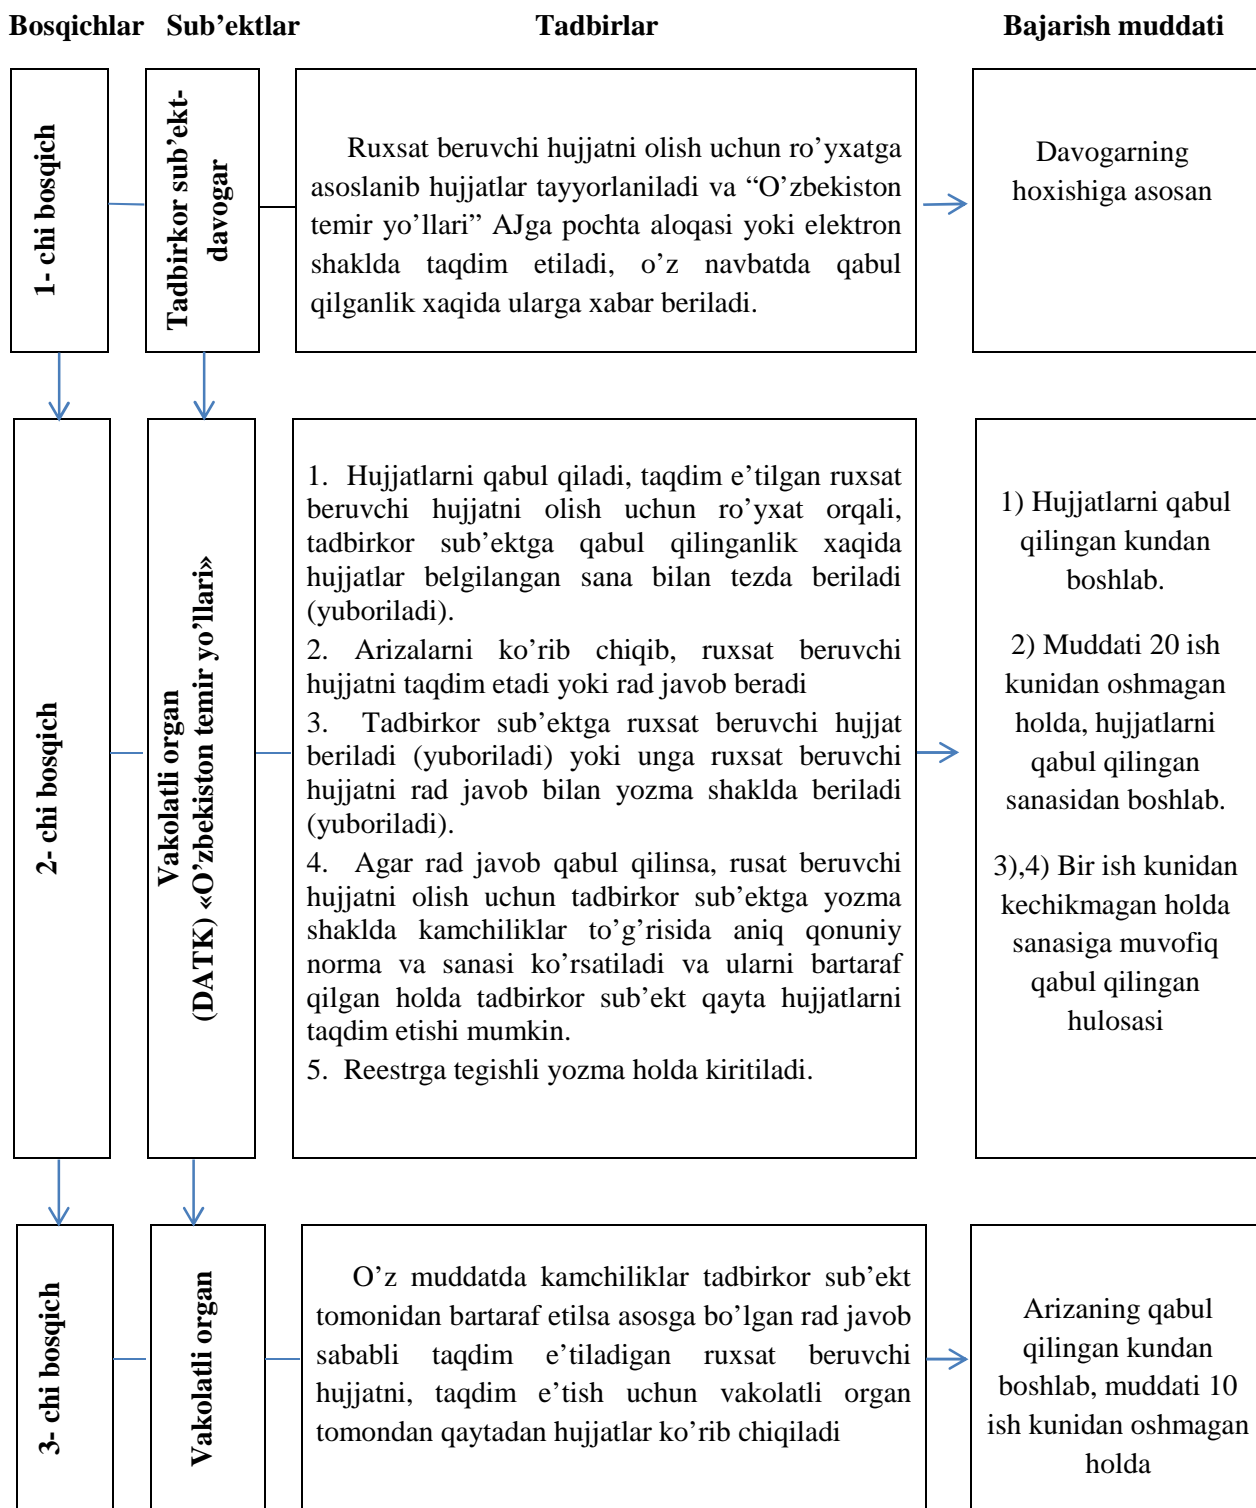 Bosqichlar Sub’ektlar Tadbirlar Bajarish muddati
1- chi bosqich
Tadbirkor sub’ekt-
davogar
Ruxsat beruvchi hujjatni olish uchun ro’yxatga
asoslanib hujjatlar tayyorlaniladi va “O’zbekiston
temir yo’llari” AJga pochta aloqasi yoki elektron
shaklda taqdim etiladi, o’z navbatda qabul
qilganlik xaqida ularga xabar beriladi.
Davogarning
hoxishiga asosan
2- chi bosqich
Vakolatli organ
(DATK) «O’zbekiston temir yo’llari»
1. Hujjatlarni qabul qiladi, taqdim e’tilgan ruxsat
beruvchi hujjatni olish uchun ro’yxat orqali,
tadbirkor sub’ektga qabul qilinganlik xaqida
hujjatlar belgilangan sana bilan tezda beriladi
(yuboriladi).
2. Arizalarni ko’rib chiqib, ruxsat beruvchi
hujjatni taqdim etadi yoki rad javob beradi
3. Tadbirkor sub’ektga ruxsat beruvchi hujjat
beriladi (yuboriladi) yoki unga ruxsat beruvchi
hujjatni rad javob bilan yozma shaklda beriladi
(yuboriladi).
4. Agar rad javob qabul qilinsa, rusat beruvchi
hujjatni olish uchun tadbirkor sub’ektga yozma
shaklda kamchiliklar to’g’risida aniq qonuniy
norma va sanasi ko’rsatiladi va ularni bartaraf
qilgan holda tadbirkor sub’ekt qayta hujjatlarni
taqdim etishi mumkin.
5. Reestrga tegishli yozma holda kiritiladi.
1) Hujjatlarni qabul
qilingan kundan
boshlab.
2) Muddati 20 ish
kunidan oshmagan
holda, hujjatlarni
qabul qilingan
sanasidan boshlab.
3),4) Bir ish kunidan
kechikmagan holda
sanasiga muvofiq
qabul qilingan
hulosasi
3- chi bosqich
Vakolatli organ
O’z muddatda kamchiliklar tadbirkor sub’ekt
tomonidan bartaraf etilsa asosga bo’lgan rad javob
sababli taqdim e’tiladigan ruxsat beruvchi
hujjatni, taqdim e’tish uchun vakolatli organ
tomondan qaytadan hujjatlar ko’rib chiqiladi
Arizaning qabul
qilingan kundan
boshlab, muddati 10
ish kunidan oshmagan
holda